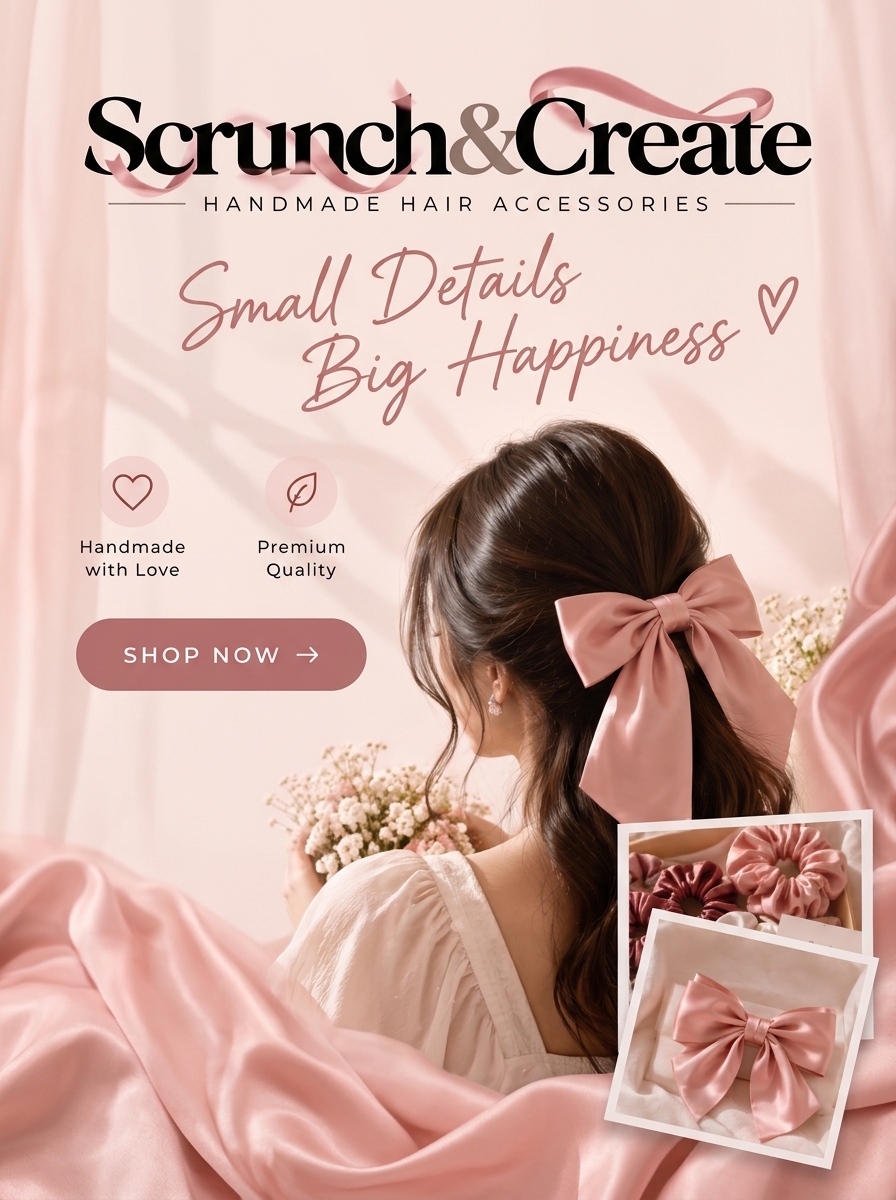 Scrunch&Create
HANDMADE HAIR ACCESSORIES
Small Details
Big Happiness
Handmade
with Love
Premium
Quality
SHOP NOW →